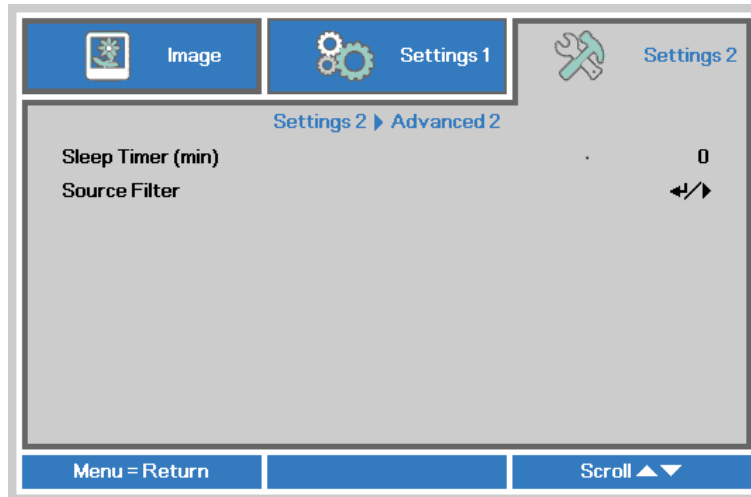 Image
Settings 1
Settings 2
Settings 2 ▶ Advanced 2
Sleep Timer (min) 0
Source Filter ↵/▶
Menu = Return
Scroll ▲▼